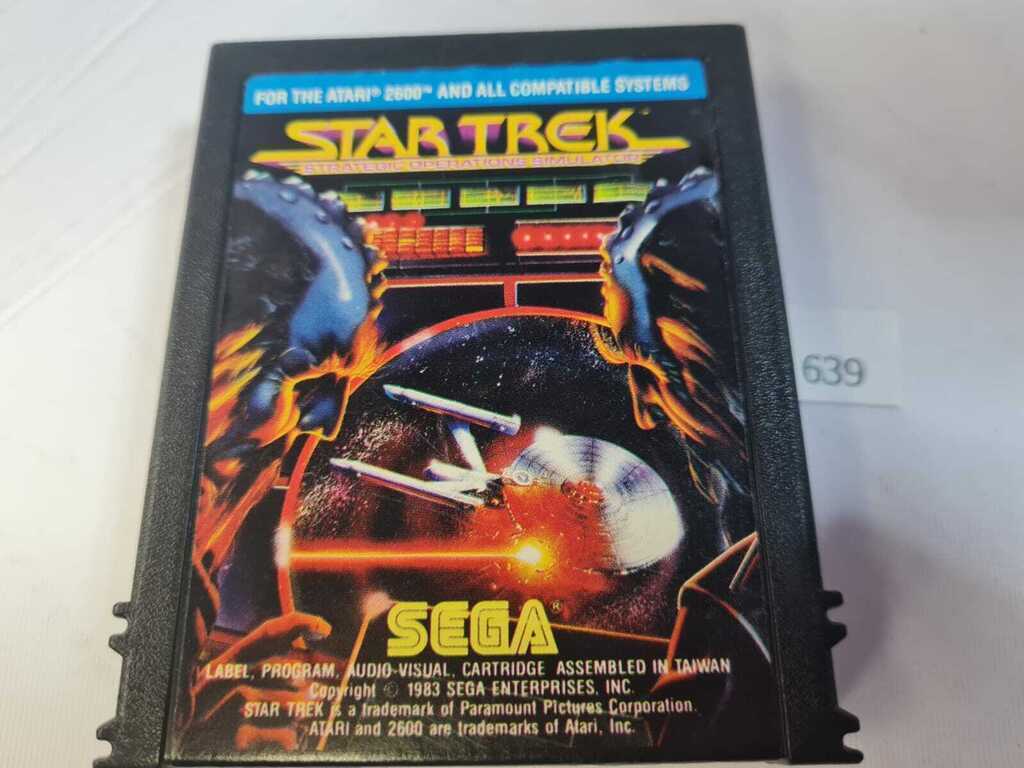 FOR THE ATARI® 2600™ AND ALL COMPATIBLE SYSTEMS
STAR TREK™
STRATEGIC OPERATIONS SIMULATOR
639
SEGA®
LABEL, PROGRAM, AUDIO-VISUAL, CARTRIDGE ASSEMBLED IN TAIWAN
Copyright © 1983 SEGA ENTERPRISES, INC.
STAR TREK is a trademark of Paramount Pictures Corporation.
ATARI and 2600 are trademarks of Atari, Inc.